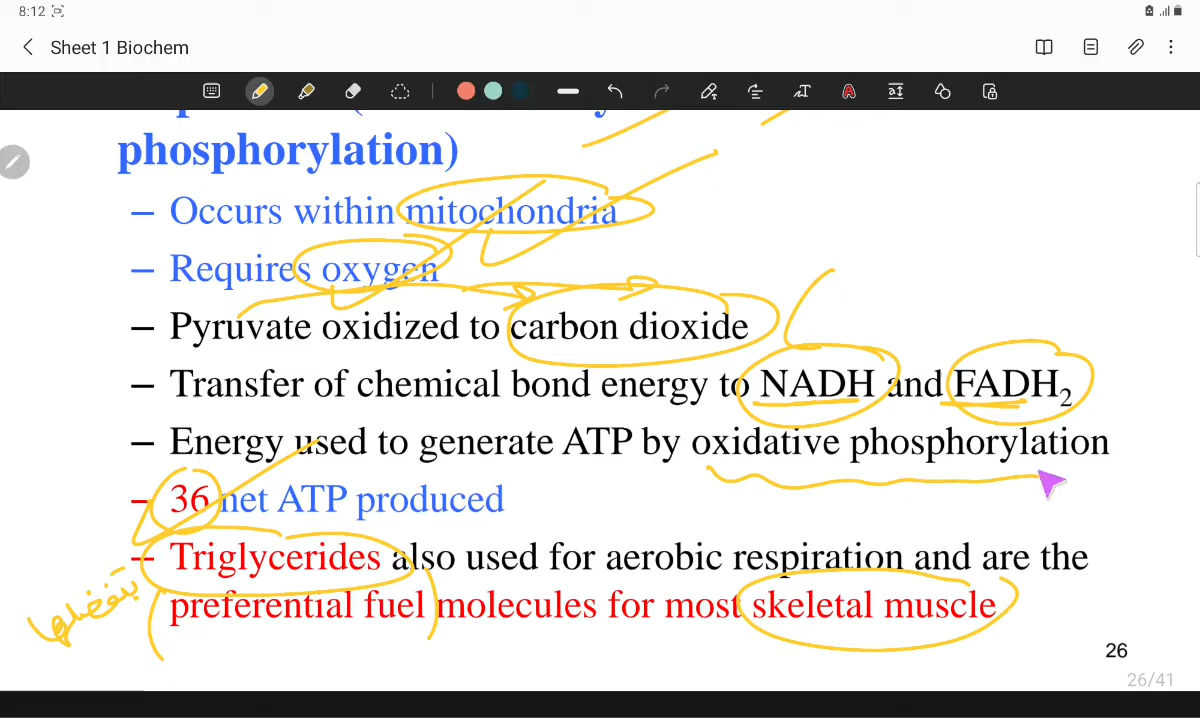 8:12
Sheet 1 Biochem
phosphorylation)
– Occurs within mitochondria
– Requires oxygen
– Pyruvate oxidized to carbon dioxide
– Transfer of chemical bond energy to NADH and FADH₂
– Energy used to generate ATP by oxidative phosphorylation
– 36 net ATP produced
– Triglycerides also used for aerobic respiration and are the
preferential fuel molecules for most skeletal muscle
بتفضلها
26
26/41